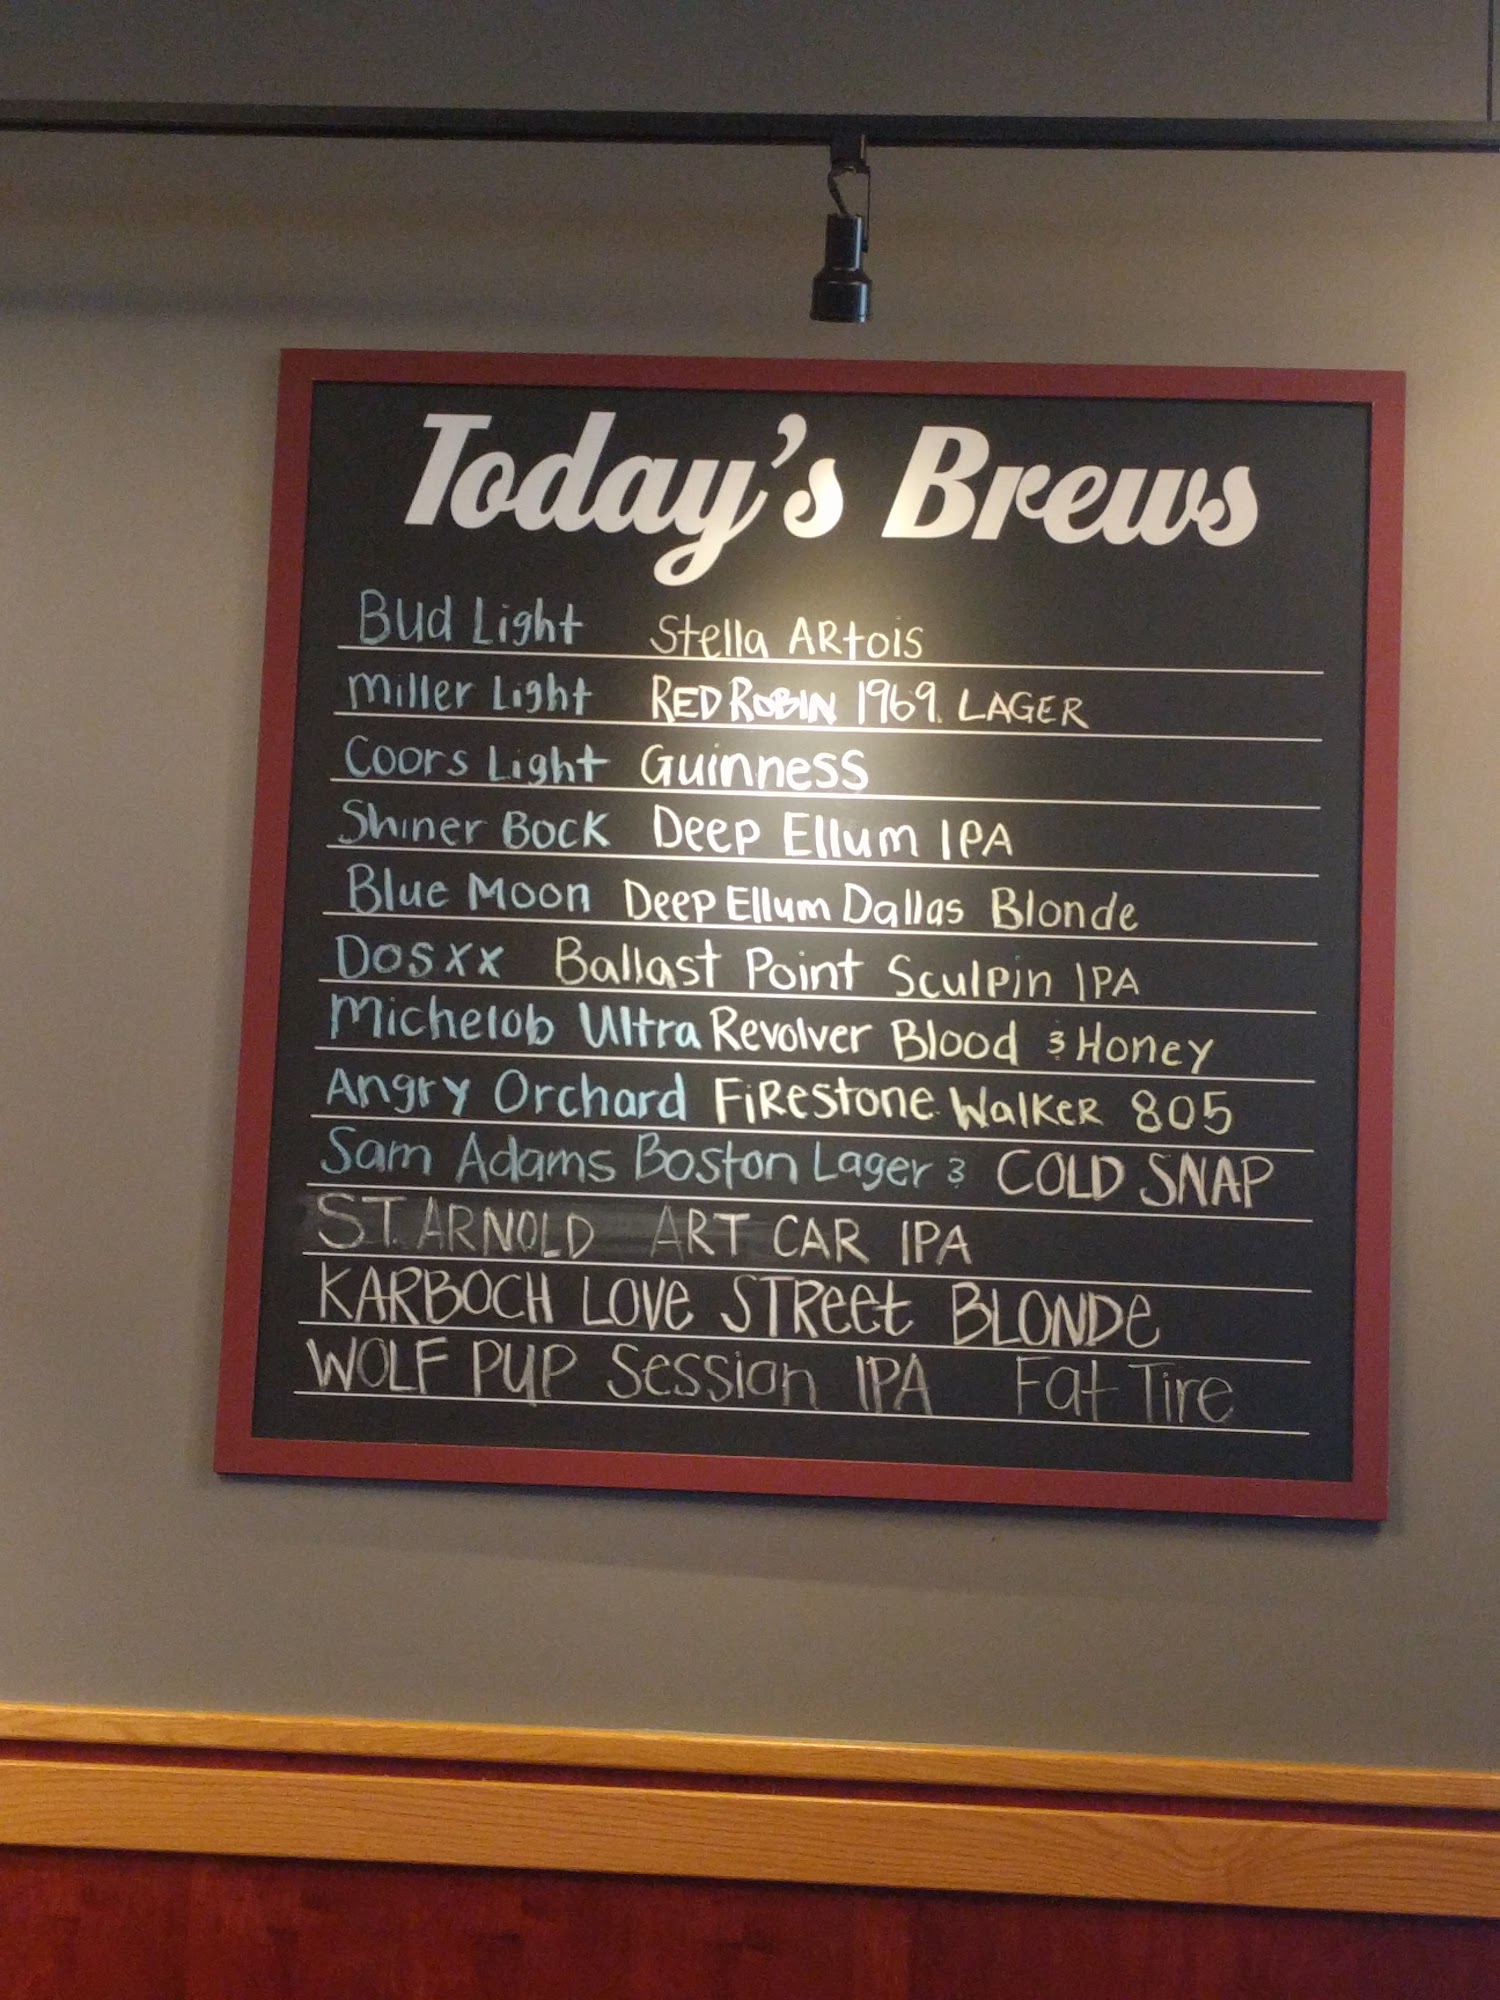 Today's Brews
Bud Light Stella ARtois
Miller Light RED ROBIN 1969 LAGER
Coors Light Guinness
Shiner Bock Deep Ellum IPA
Blue Moon Deep Ellum Dallas Blonde
Dos XX Ballast Point Sculpin IPA
Michelob Ultra Revolver Blood & Honey
Angry Orchard FiRestone Walker 805
Sam Adams Boston Lager & COLD SNAP
ST. ARNOLD ART CAR IPA
KARBOCH LOVe STReet BLONDe
WOLF PUP Session IPA Fat Tire